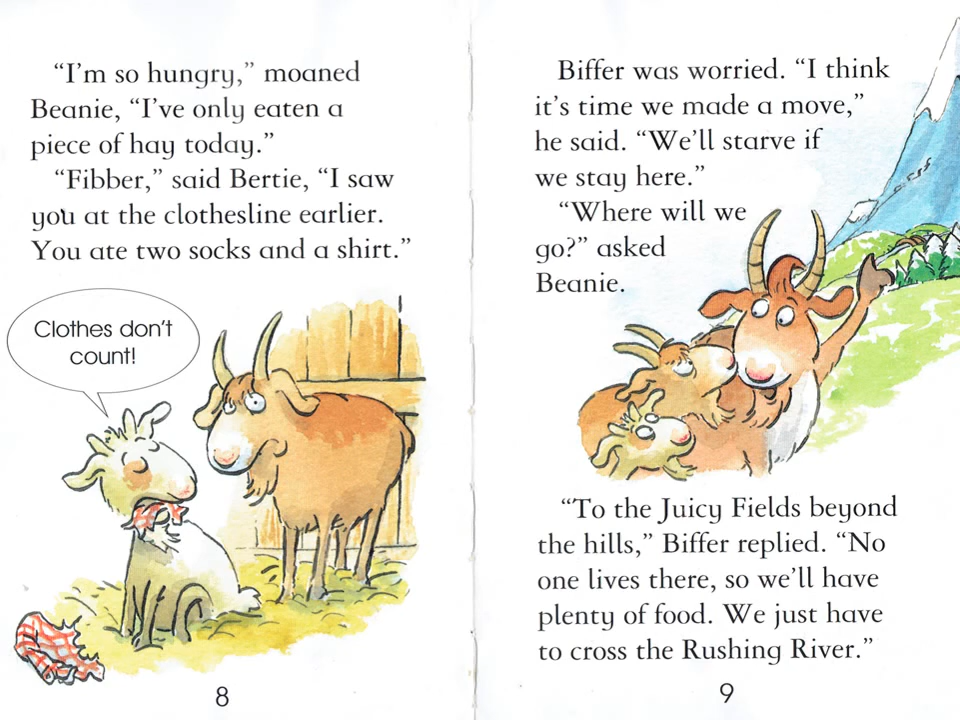 “I’m so hungry,” moaned
Beanie, “I’ve only eaten a
piece of hay today.”
“Fibber,” said Bertie, “I saw
you at the clothesline earlier.
You ate two socks and a shirt.”
Clothes don’t
count!
8
Biffer was worried. “I think
it’s time we made a move,”
he said. “We’ll starve if
we stay here.”
“Where will we
go?” asked
Beanie.
“To the Juicy Fields beyond
the hills,” Biffer replied. “No
one lives there, so we’ll have
plenty of food. We just have
to cross the Rushing River.”
9